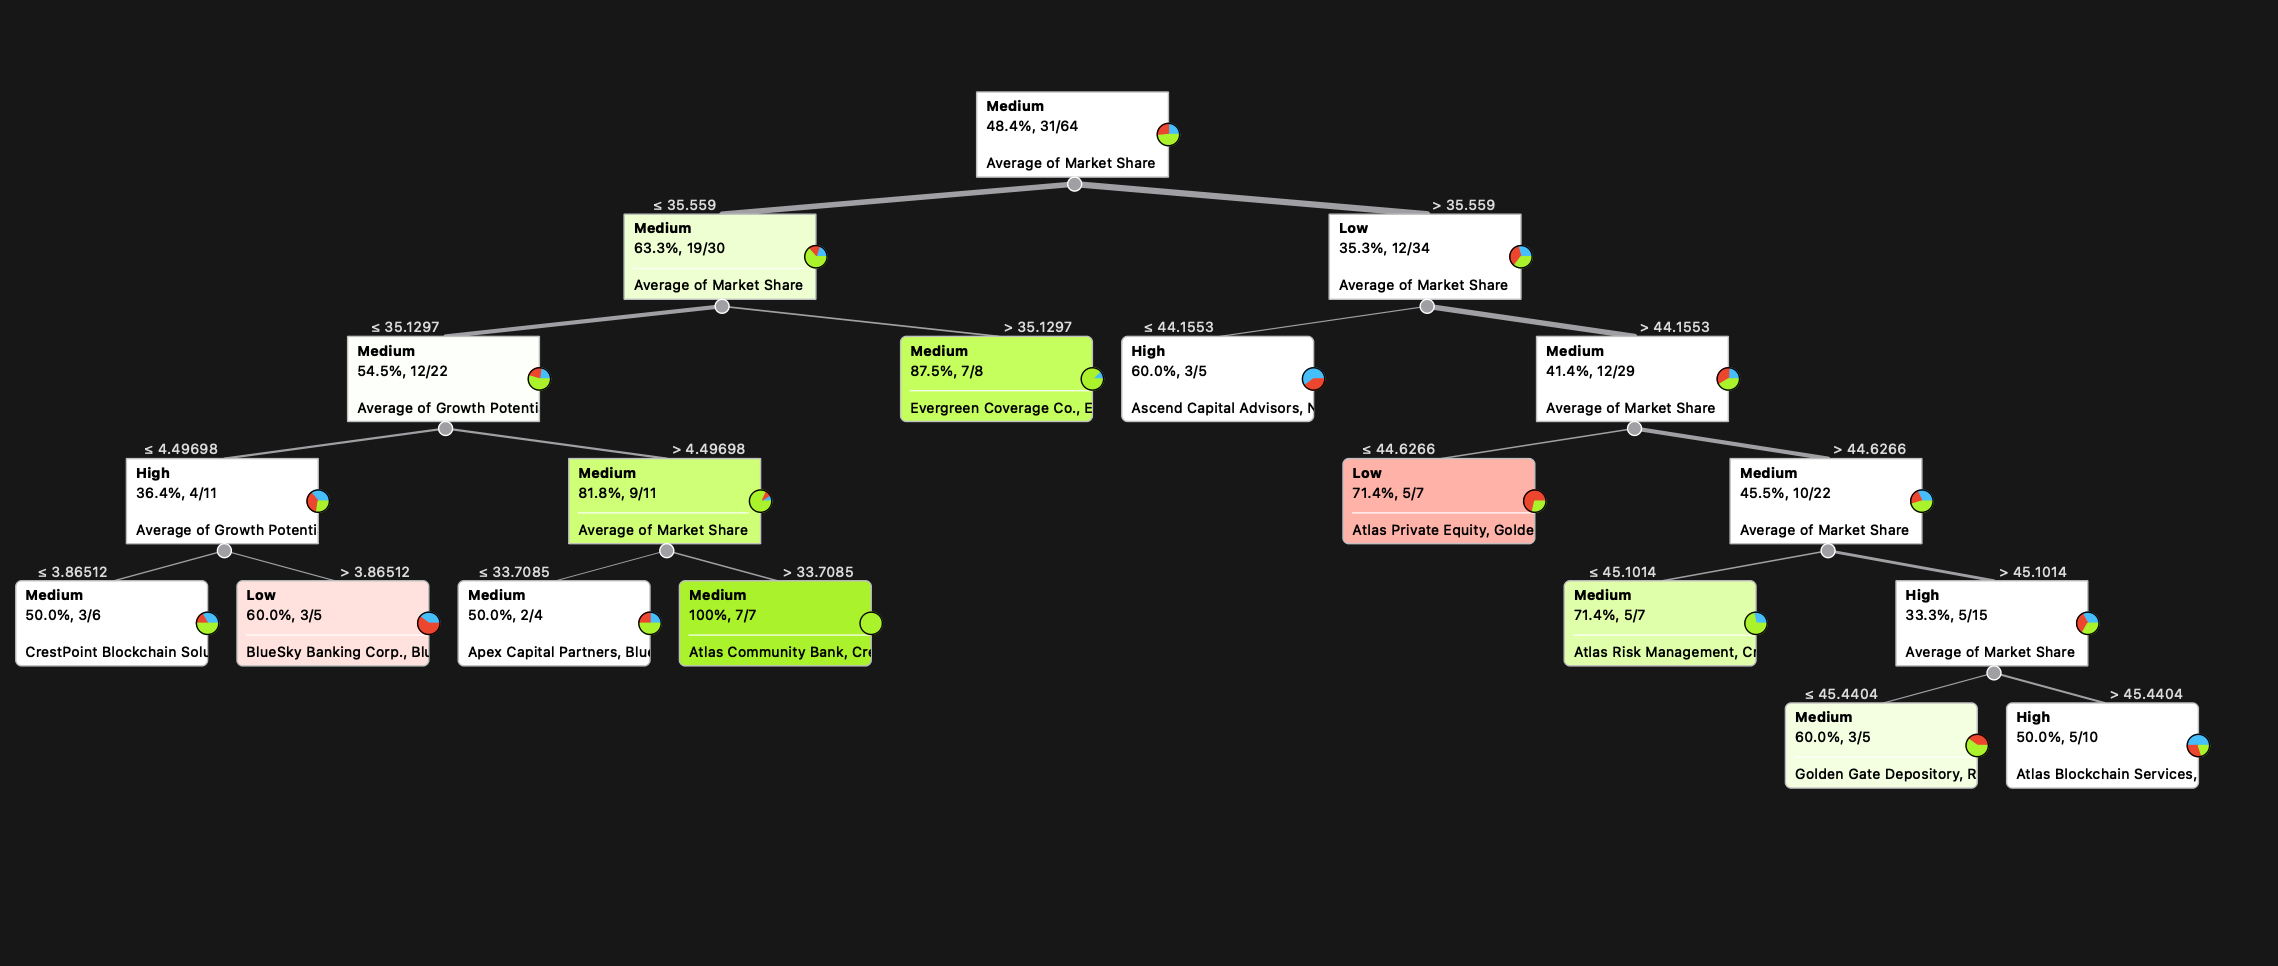 Medium
48.4%, 31/64
Average of Market Share
≤ 35.559
> 35.559
Medium
63.3%, 19/30
Average of Market Share
Low
35.3%, 12/34
Average of Market Share
≤ 35.1297
> 35.1297
≤ 44.1553
> 44.1553
Medium
54.5%, 12/22
Average of Growth Potenti
Medium
87.5%, 7/8
Evergreen Coverage Co., E
High
60.0%, 3/5
Ascend Capital Advisors, N
Medium
41.4%, 12/29
Average of Market Share
≤ 4.49698
> 4.49698
≤ 44.6266
> 44.6266
High
36.4%, 4/11
Average of Growth Potenti
Medium
81.8%, 9/11
Average of Market Share
Low
71.4%, 5/7
Atlas Private Equity, Golde
Medium
45.5%, 10/22
Average of Market Share
≤ 3.86512
> 3.86512
≤ 33.7085
> 33.7085
≤ 45.1014
> 45.1014
Medium
50.0%, 3/6
CrestPoint Blockchain Solu
Low
60.0%, 3/5
BlueSky Banking Corp., Blu
Medium
50.0%, 2/4
Apex Capital Partners, Blue
Medium
100%, 7/7
Atlas Community Bank, Cre
Medium
71.4%, 5/7
Atlas Risk Management, Cr
High
33.3%, 5/15
Average of Market Share
≤ 45.4404
> 45.4404
Medium
60.0%, 3/5
Golden Gate Depository, R
High
50.0%, 5/10
Atlas Blockchain Services,